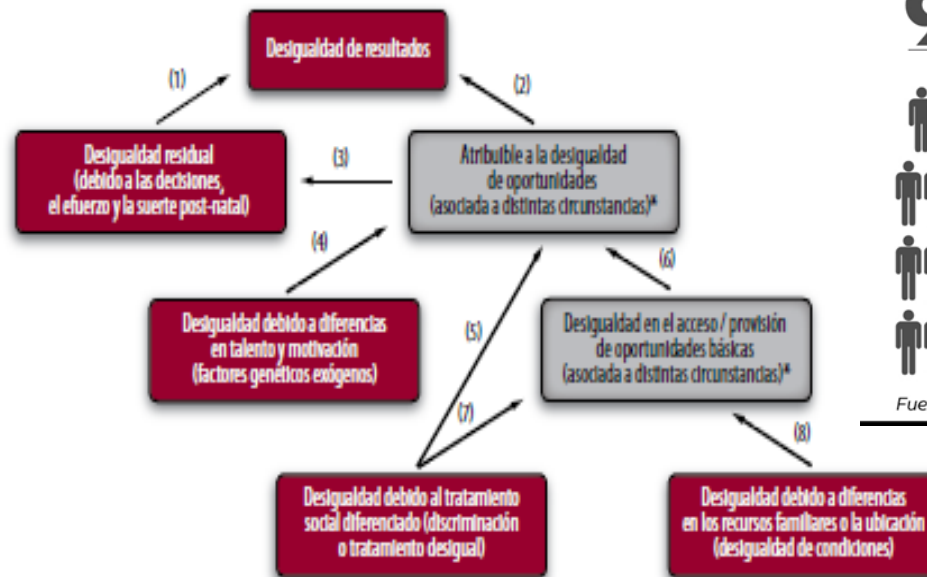 Desigualdad de resultados
(1)
(2)
Desigualdad residual
(debido a las decisiones,
el efuerzo y la suerte post-natal)
(3)
Atribuible a la desigualdad
de oportunidades
(asociada a distintas circunstancias)*
(4)
(5)
(6)
Desigualdad debido a diferencias
en talento y motivación
(factores genéticos exógenos)
Desigualdad en el acceso / provisión
de oportunidades básicas
(asociada a distintas circunstancias)*
(7)
(8)
Desigualdad debido al tratamiento
social diferenciado (discriminación
o tratamiento desigual)
Desigualdad debido a diferencias
en los recursos familiares o la ubicación
(desigualdad de condiciones)
Fue